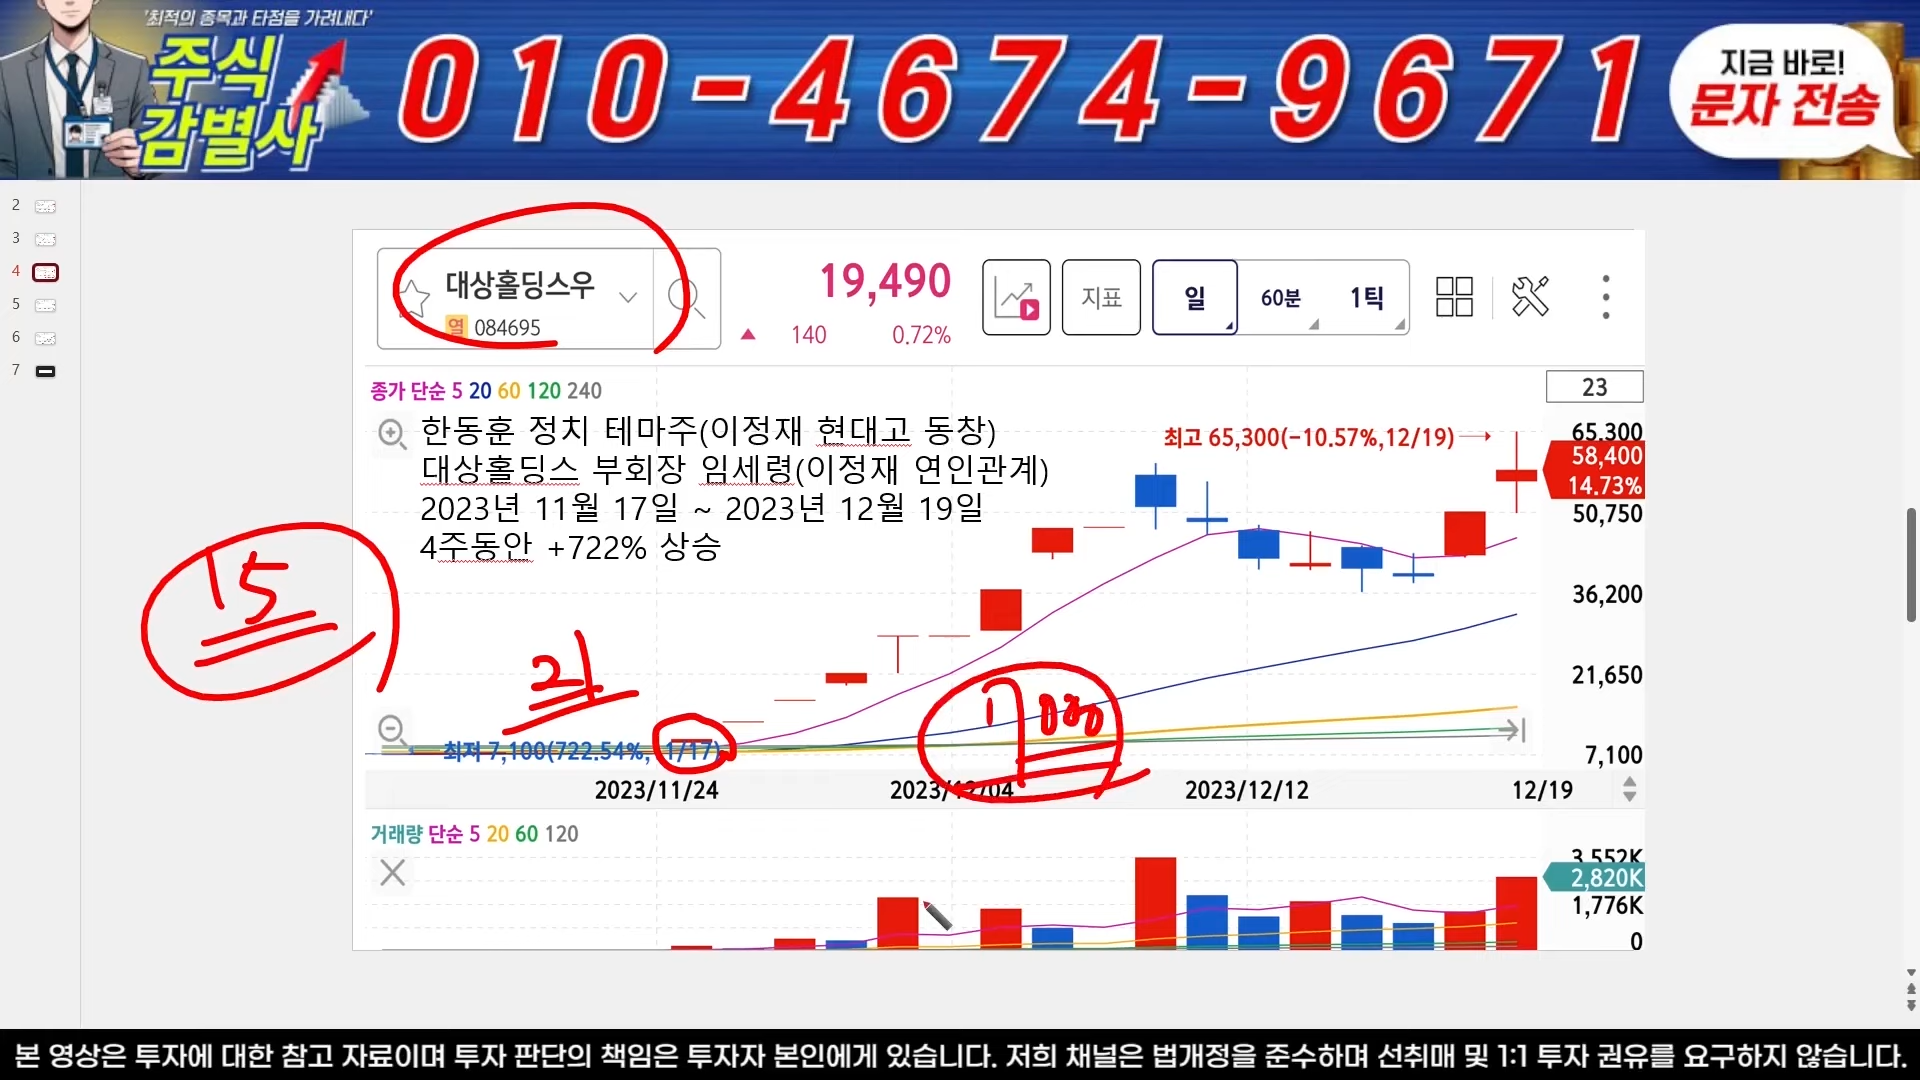 '최적의 종목과 타점을 가려내다'
주식
감별사
010-4674-9671
지금 바로!
문자 전송
2
3
4
5
6
7
대상홀딩스우
열 084695
19,490
▲ 140 0.72%
지표
일 60분 1틱
종가 단순 5 20 60 120 240
23
한동훈 정치 테마주(이정재 현대고 동창)
대상홀딩스 부회장 임세령(이정재 연인관계)
2023년 11월 17일 ~ 2023년 12월 19일
4주동안 +722% 상승
최고 65,300(-10.57%,12/19)
65,300
58,400
14.73%
50,750
36,200
21,650
7,100
15
21
최저 7,100(722.54%, 1/17)
2023/11/24 2023/12/04 2023/12/12 12/19
거래량 단순 5 20 60 120
3,552K
2,820K
1,776K
0
본 영상은 투자에 대한 참고 자료이며 투자 판단의 책임은 투자자 본인에게 있습니다. 저희 채널은 법개정을 준수하며 선취매 및 1:1 투자 권유를 요구하지 않습니다.